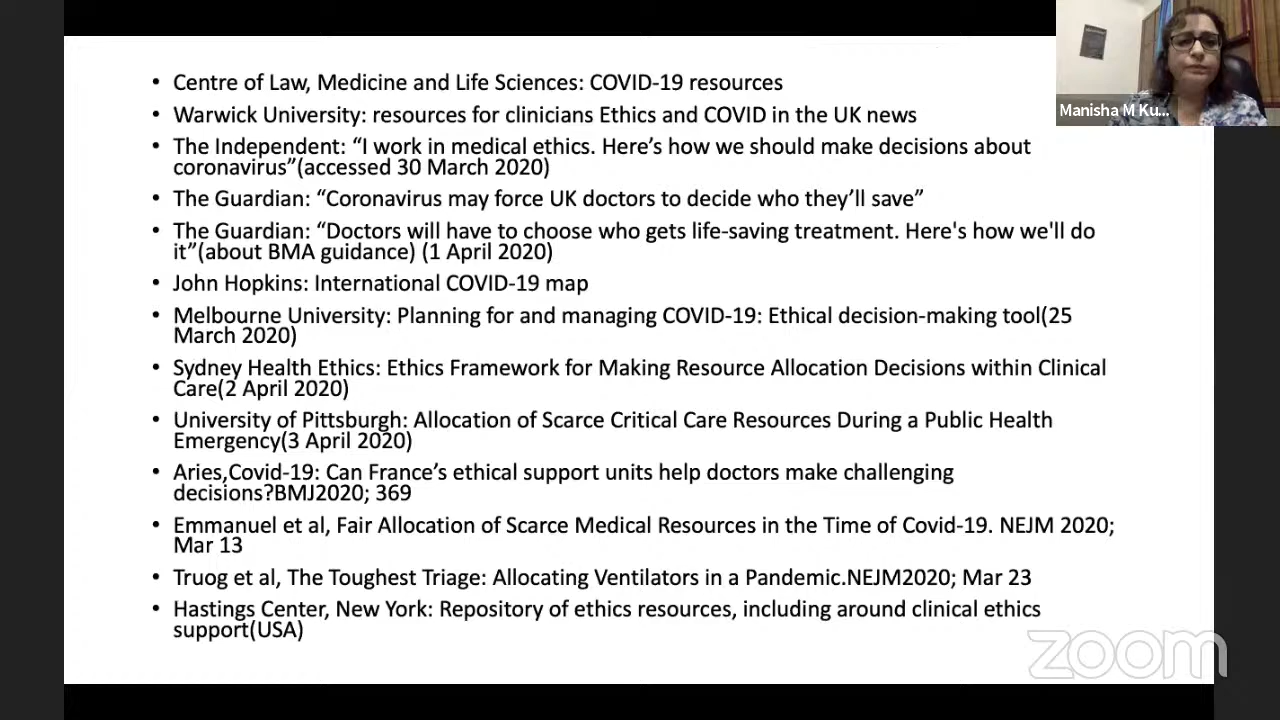 • Centre of Law, Medicine and Life Sciences: COVID-19 resources
• Warwick University: resources for clinicians Ethics and COVID in the UK news
• The Independent: “I work in medical ethics. Here’s how we should make decisions about
coronavirus”(accessed 30 March 2020)
• The Guardian: “Coronavirus may force UK doctors to decide who they’ll save”
• The Guardian: “Doctors will have to choose who gets life-saving treatment. Here's how we'll do
it”(about BMA guidance) (1 April 2020)
• John Hopkins: International COVID-19 map
• Melbourne University: Planning for and managing COVID-19: Ethical decision-making tool(25
March 2020)
• Sydney Health Ethics: Ethics Framework for Making Resource Allocation Decisions within Clinical
Care(2 April 2020)
• University of Pittsburgh: Allocation of Scarce Critical Care Resources During a Public Health
Emergency(3 April 2020)
• Aries,Covid-19: Can France’s ethical support units help doctors make challenging
decisions?BMJ2020; 369
• Emmanuel et al, Fair Allocation of Scarce Medical Resources in the Time of Covid-19. NEJM 2020;
Mar 13
• Truog et al, The Toughest Triage: Allocating Ventilators in a Pandemic.NEJM2020; Mar 23
• Hastings Center, New York: Repository of ethics resources, including around clinical ethics
support(USA)
Manisha M Ku...
zoom